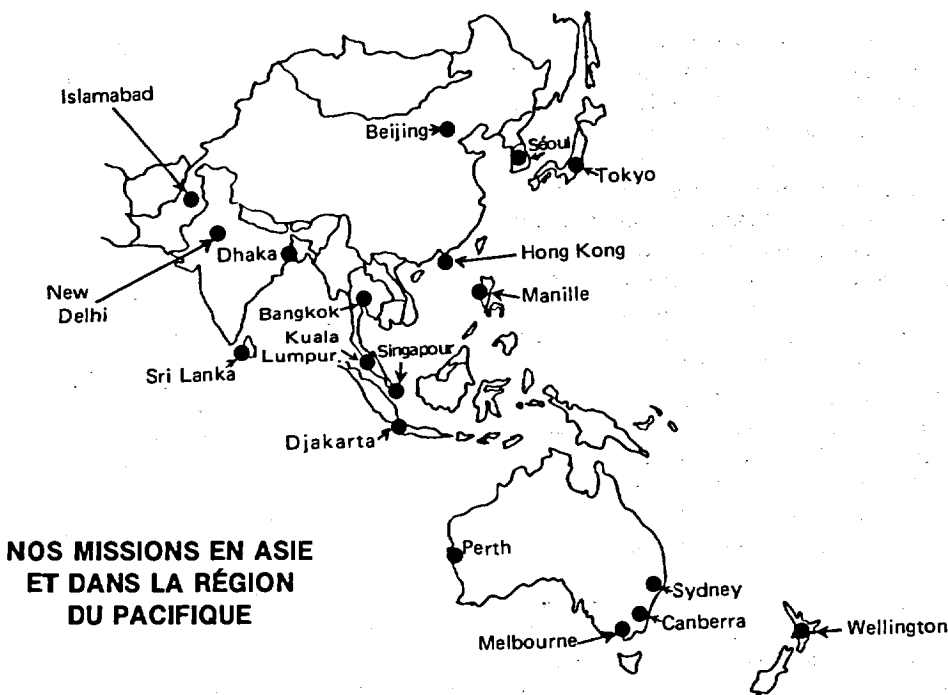 Islamabad
Beijing
Séoul
Tokyo
Dhaka
Hong Kong
New
Delhi
Manille
Bangkok
Kuala
Lumpur
Singapour
Sri Lanka
Djakarta
NOS MISSIONS EN ASIE
ET DANS LA RÉGION
DU PACIFIQUE
Perth
Sydney
Canberra
Melbourne
Wellington